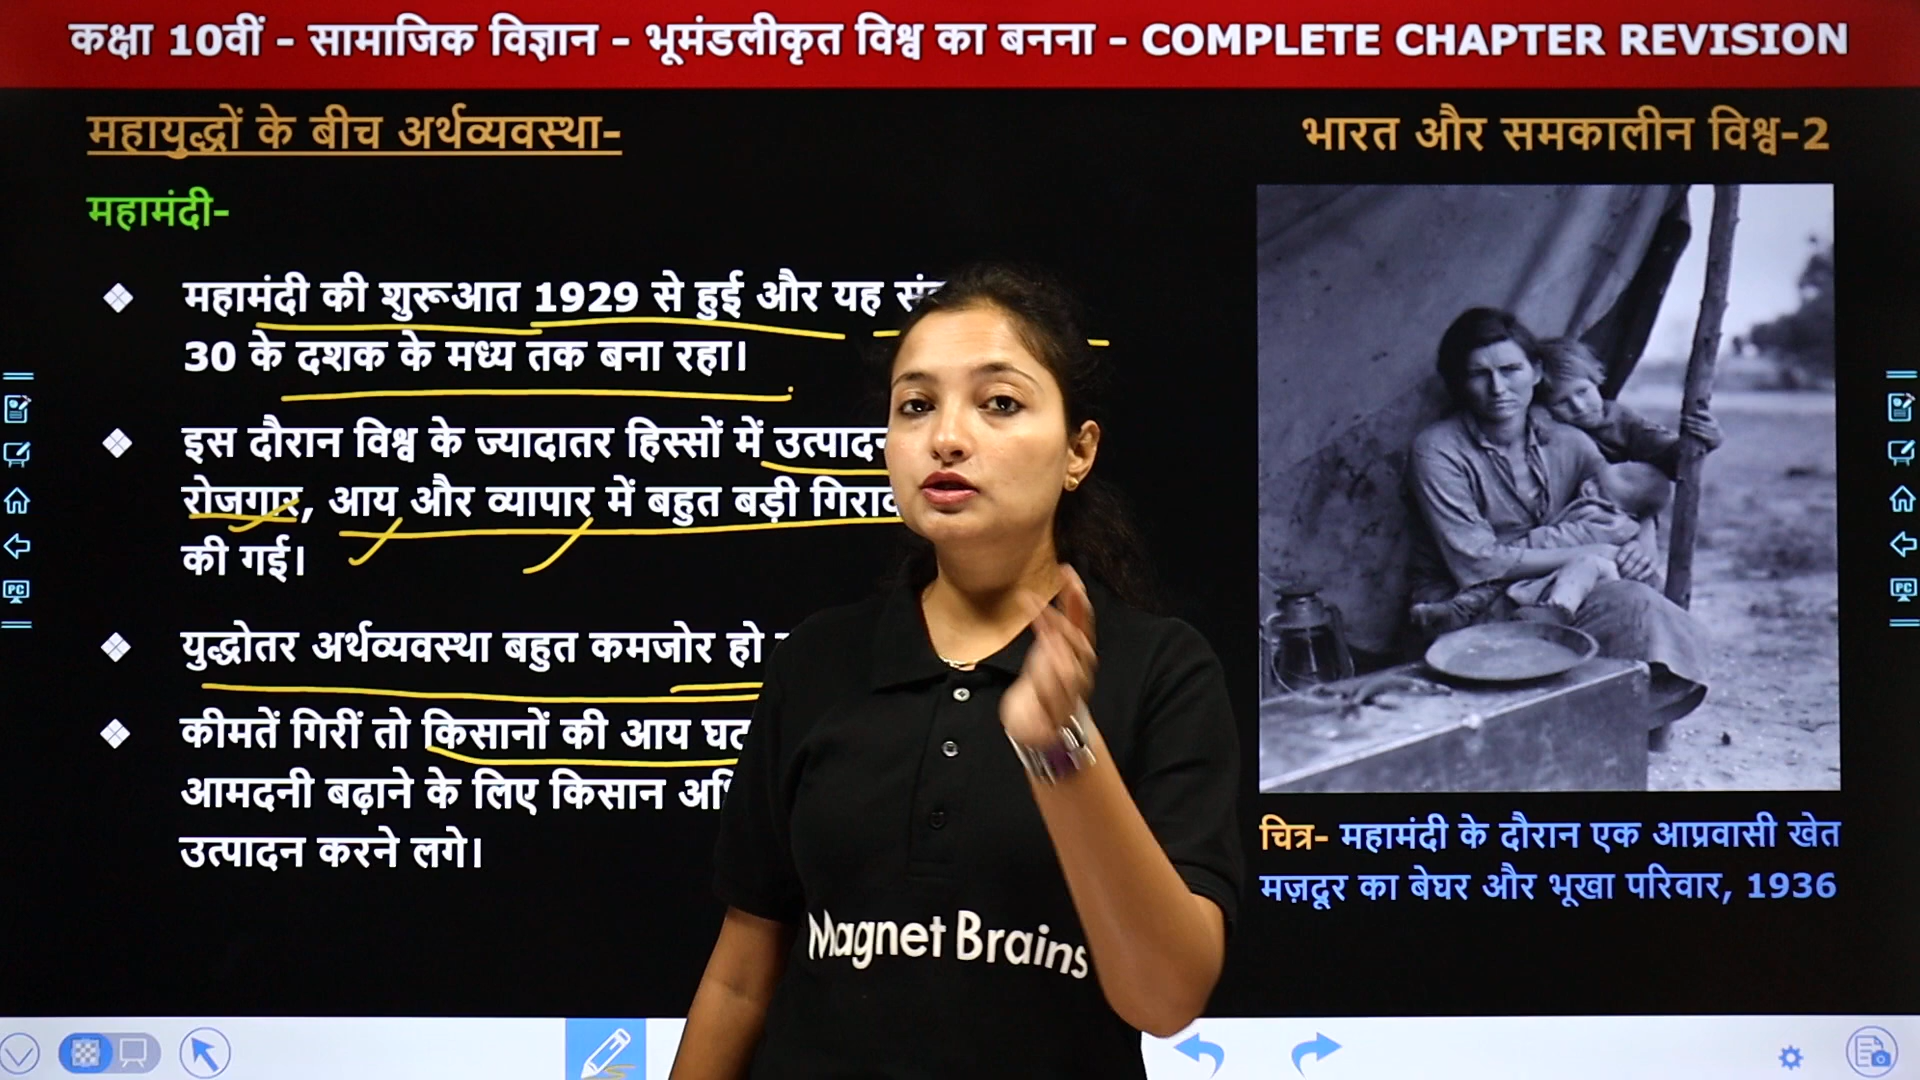 कक्षा 10वीं - सामाजिक विज्ञान - भूमंडलीकृत विश्व का बनना - COMPLETE CHAPTER REVISION
महायुद्धों के बीच अर्थव्यवस्था-
भारत और समकालीन विश्व-2
महामंदी-
महामंदी की शुरूआत 1929 से हुई और यह
30 के दशक के मध्य तक बना रहा।
इस दौरान विश्व के ज्यादातर हिस्सों में
रोजगार, आय और व्यापार में बहुत बड़ी
की गई।
युद्धोतर अर्थव्यवस्था बहुत कमजोर हो
कीमतें गिरीं तो किसानों की आय
आमदनी बढ़ाने के लिए किसान
उत्पादन करने लगे।
चित्र- महामंदी के दौरान एक आप्रवासी खेत
मज़दूर का बेघर और भूखा परिवार, 1936
Magnet Brains
PC
PC